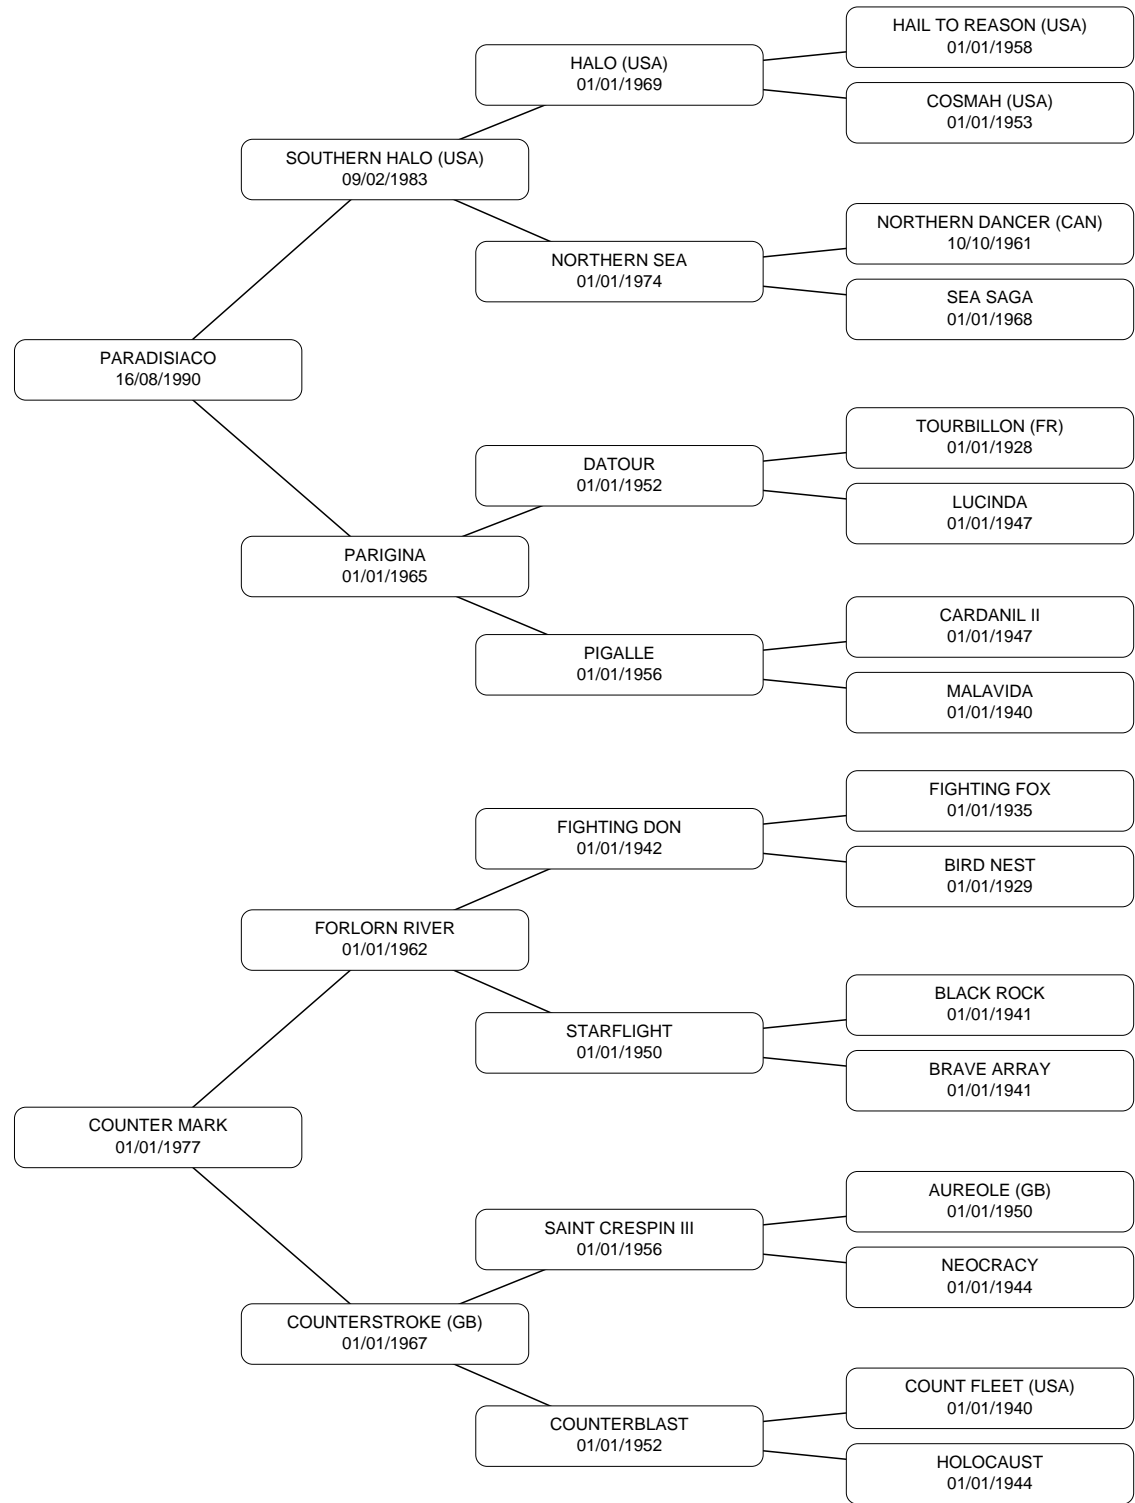 HAIL TO REASON (USA)
01/01/1958
HALO (USA)
01/01/1969
COSMAH (USA)
01/01/1953
SOUTHERN HALO (USA)
09/02/1983
NORTHERN DANCER (CAN)
10/10/1961
NORTHERN SEA
01/01/1974
SEA SAGA
01/01/1968
PARADISIACO
16/08/1990
TOURBILLON (FR)
01/01/1928
DATOUR
01/01/1952
LUCINDA
01/01/1947
PARIGINA
01/01/1965
CARDANIL II
01/01/1947
PIGALLE
01/01/1956
MALAVIDA
01/01/1940
FIGHTING FOX
01/01/1935
FIGHTING DON
01/01/1942
BIRD NEST
01/01/1929
FORLORN RIVER
01/01/1962
BLACK ROCK
01/01/1941
STARFLIGHT
01/01/1950
BRAVE ARRAY
01/01/1941
COUNTER MARK
01/01/1977
AUREOLE (GB)
01/01/1950
SAINT CRESPIN III
01/01/1956
NEOCRACY
01/01/1944
COUNTERSTROKE (GB)
01/01/1967
COUNT FLEET (USA)
01/01/1940
COUNTERBLAST
01/01/1952
HOLOCAUST
01/01/1944